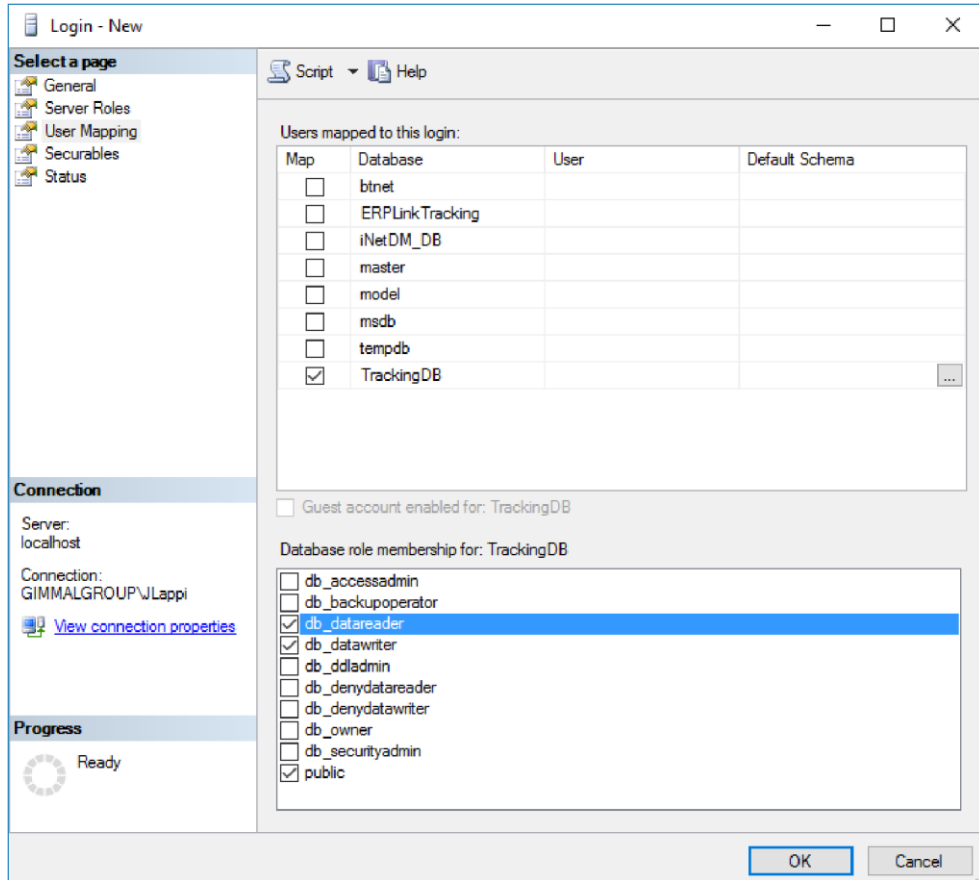 Login - New
Select a page
General
Server Roles
User Mapping
Securables
Status
Script Help
Users mapped to this login:
Map Database User Default Schema
btnet
ERPLinkTracking
iNetDM_DB
master
model
msdb
tempdb
TrackingDB ...
Guest account enabled for: TrackingDB
Database role membership for: TrackingDB
db_accessadmin
db_backupoperator
db_datareader
db_datawriter
db_ddladmin
db_denydatareader
db_denydatawriter
db_owner
db_securityadmin
public
Connection
Server:
localhost
Connection:
GIMMALGROUP\JLappi
View connection properties
Progress
Ready
OK Cancel